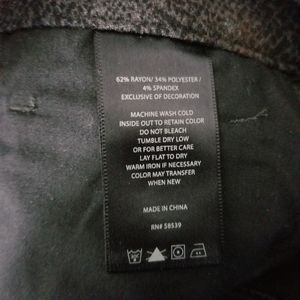 62% RAYON/ 34% POLYESTER /
4% SPANDEX
EXCLUSIVE OF DECORATION
MACHINE WASH COLD
INSIDE OUT TO RETAIN COLOR
DO NOT BLEACH
TUMBLE DRY LOW
OR FOR BETTER CARE
LAY FLAT TO DRY
WARM IRON IF NECESSARY
COLOR MAY TRANSFER
WHEN NEW
MADE IN CHINA
RN# 58539